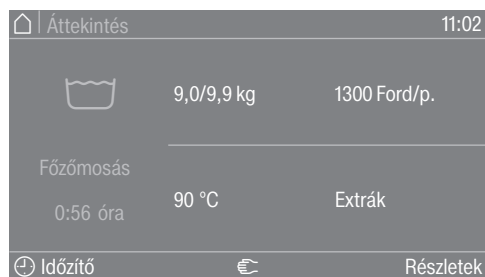 Áttekintés 11:02
9,0/9,9 kg 1300 Ford/p.
Főzőmosás
0:56 óra
90 °C Extrák
Időzítő Részletek